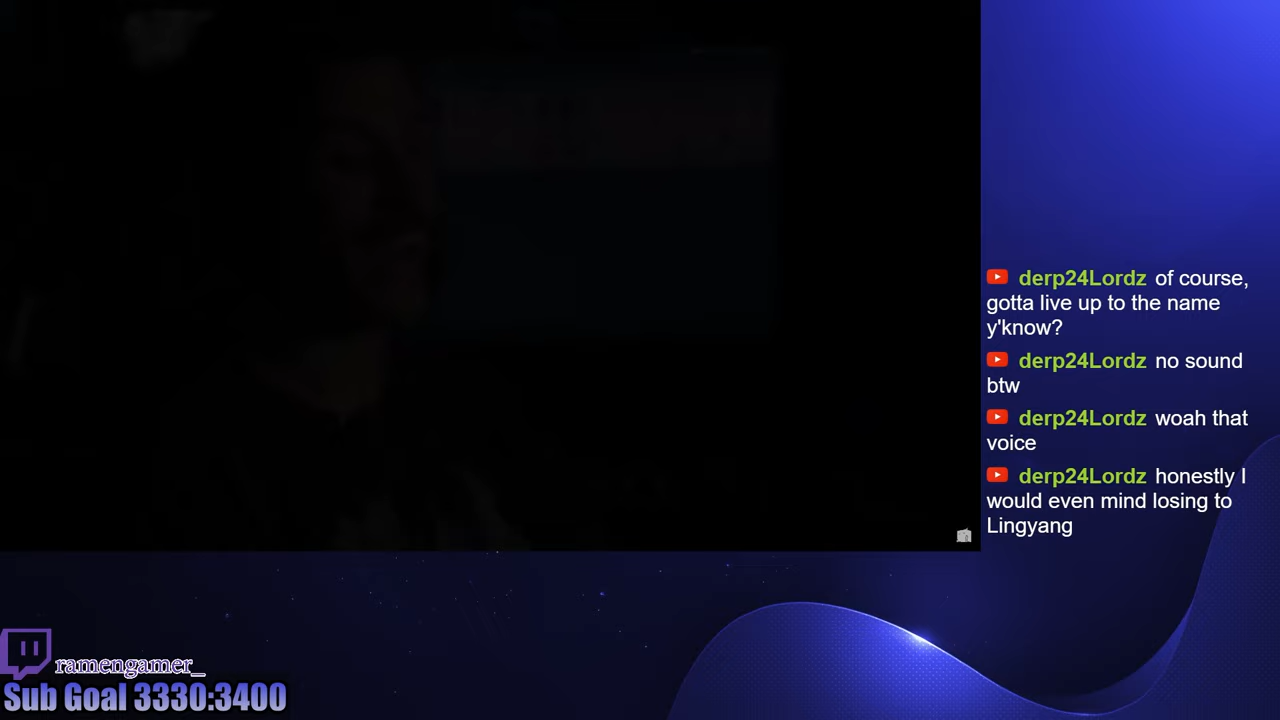 derp24Lordz of course,
gotta live up to the name
y'know?
derp24Lordz no sound
btw
derp24Lordz woah that
voice
derp24Lordz honestly I
would even mind losing to
Lingyang
ramengamer_
Sub Goal 3330:3400